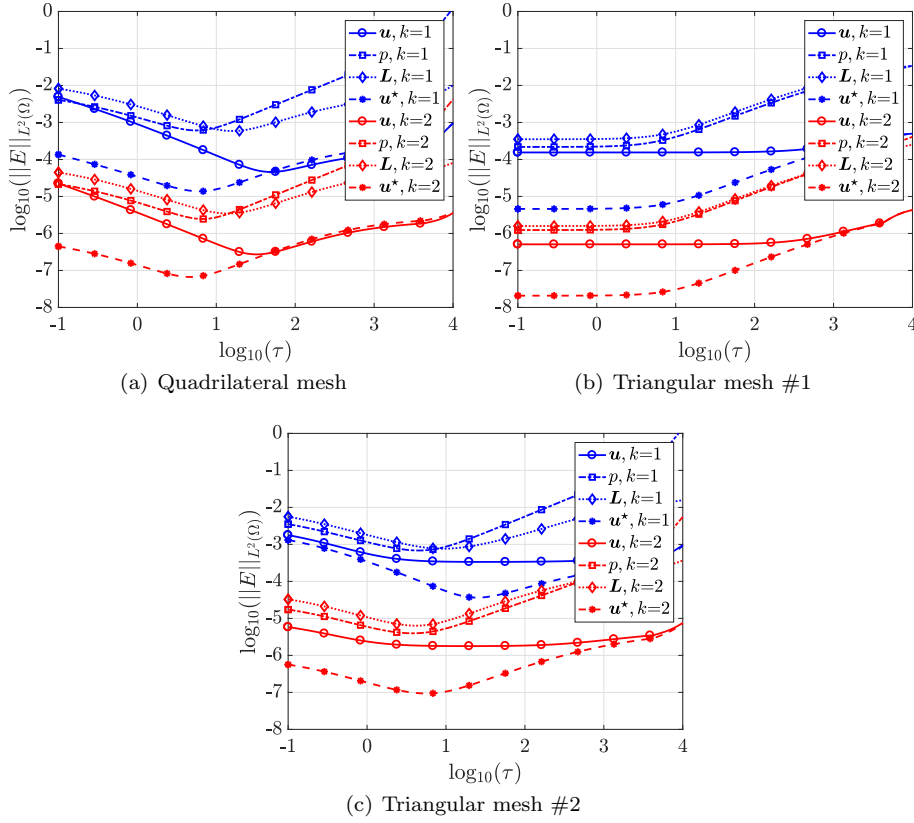 0
-1
-2
-3
-4
-5
-6
-7
-8
log₁₀(||E||_{L²(Ω)})
-1 0 1 2 3 4
log₁₀(τ)
u, k=1
p, k=1
L, k=1
u⋆, k=1
u, k=2
p, k=2
L, k=2
u⋆, k=2
(a) Quadrilateral mesh
0
-1
-2
-3
-4
-5
-6
-7
-8
log₁₀(||E||_{L²(Ω)})
-1 0 1 2 3 4
log₁₀(τ)
u, k=1
p, k=1
L, k=1
u⋆, k=1
u, k=2
p, k=2
L, k=2
u⋆, k=2
(b) Triangular mesh #1
0
-1
-2
-3
-4
-5
-6
-7
-8
log₁₀(||E||_{L²(Ω)})
-1 0 1 2 3 4
log₁₀(τ)
u, k=1
p, k=1
L, k=1
u⋆, k=1
u, k=2
p, k=2
L, k=2
u⋆, k=2
(c) Triangular mesh #2